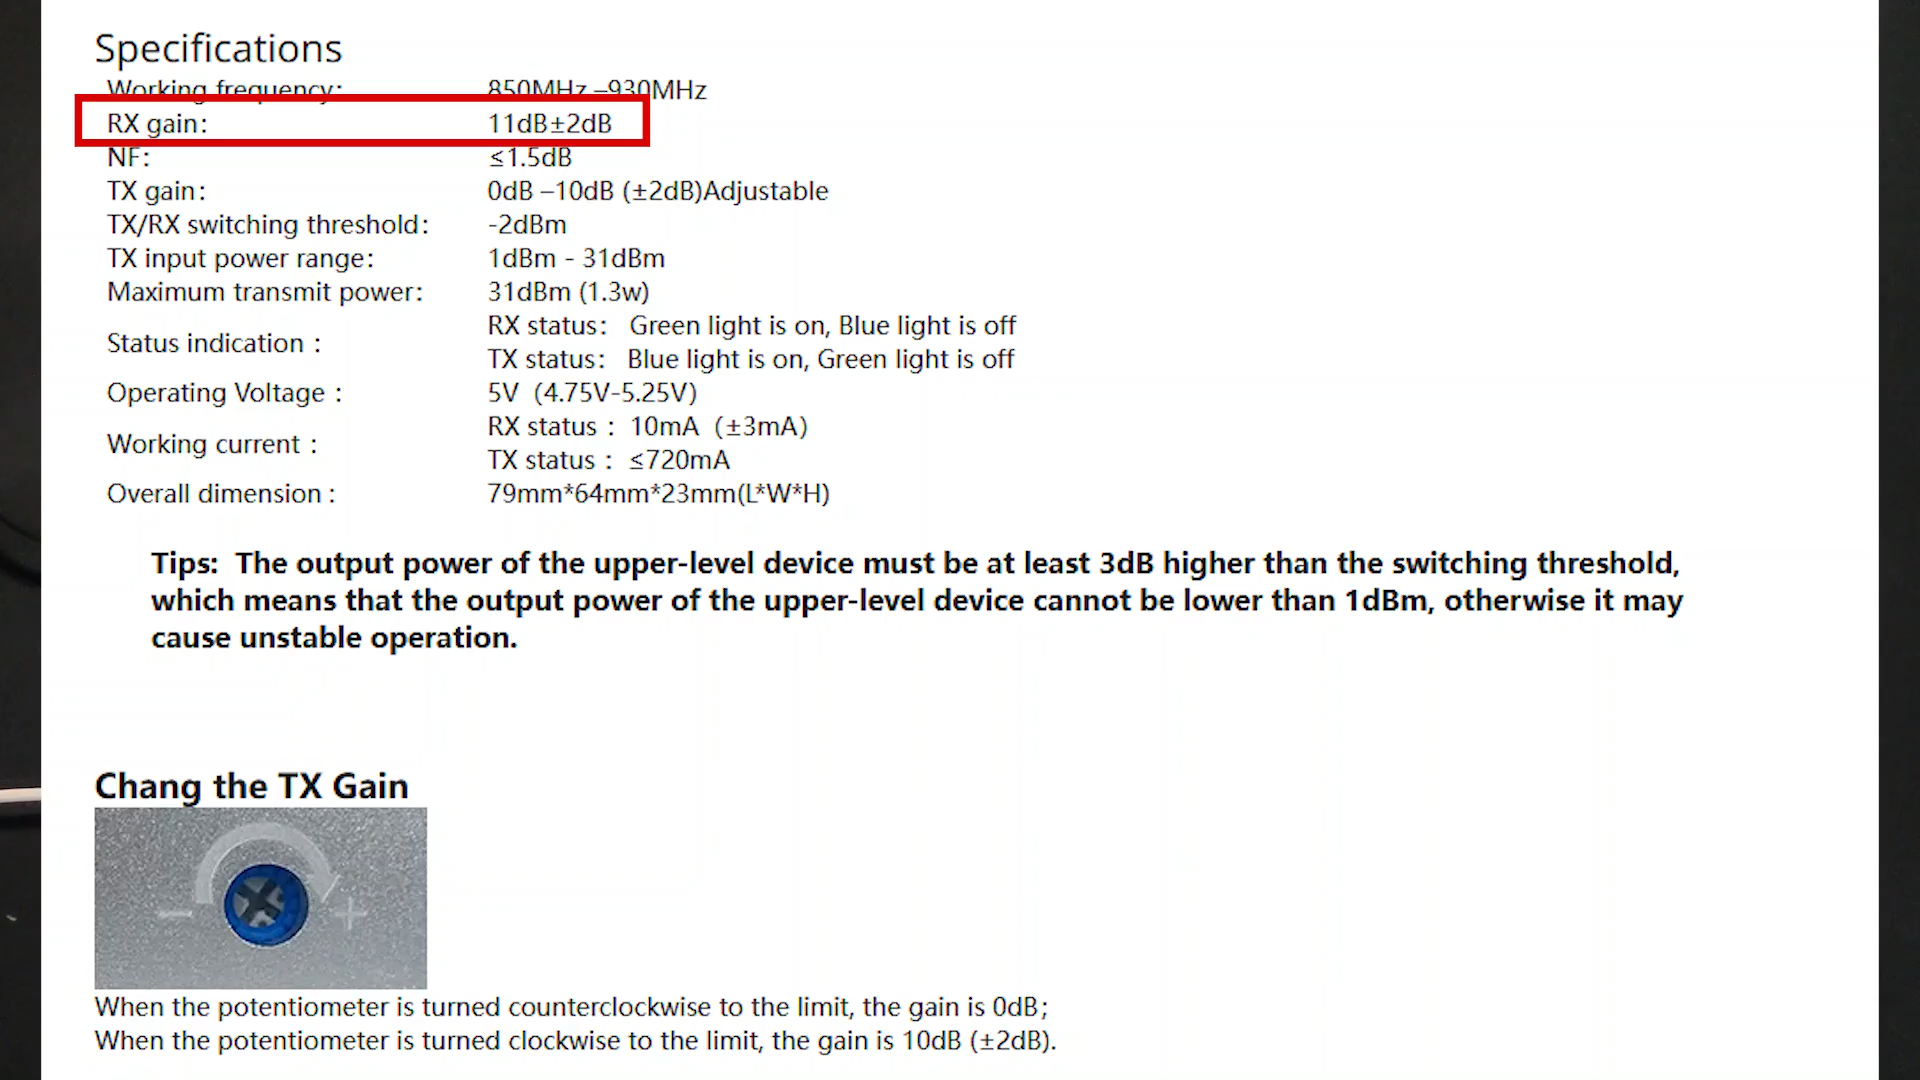 Specifications
Working frequency: 850MHz –930MHz
RX gain: 11dB±2dB
NF: ≤1.5dB
TX gain: 0dB –10dB (±2dB)Adjustable
TX/RX switching threshold: -2dBm
TX input power range: 1dBm - 31dBm
Maximum transmit power: 31dBm (1.3w)
Status indication : RX status: Green light is on, Blue light is off
TX status: Blue light is on, Green light is off
Operating Voltage : 5V (4.75V-5.25V)
Working current : RX status : 10mA (±3mA)
TX status : ≤720mA
Overall dimension : 79mm*64mm*23mm(L*W*H)
Tips: The output power of the upper-level device must be at least 3dB higher than the switching threshold,
which means that the output power of the upper-level device cannot be lower than 1dBm, otherwise it may
cause unstable operation.
Chang the TX Gain
− +
When the potentiometer is turned counterclockwise to the limit, the gain is 0dB;
When the potentiometer is turned clockwise to the limit, the gain is 10dB (±2dB).